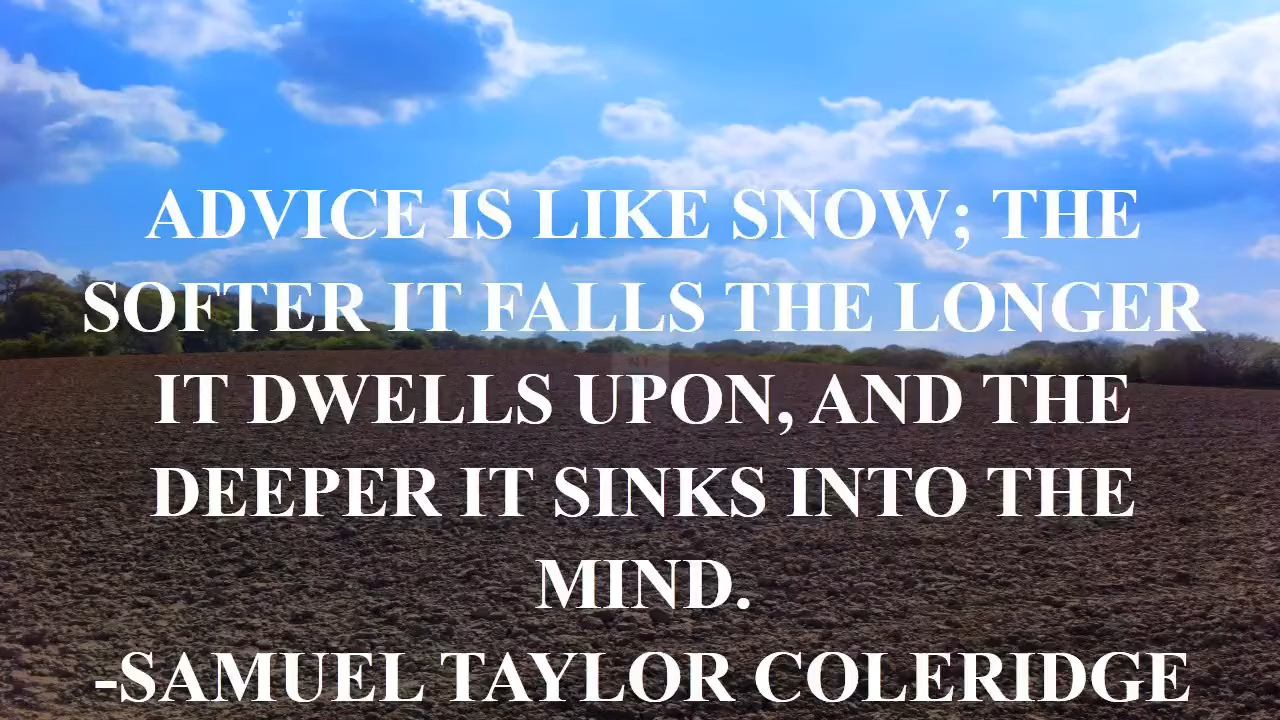 ADVICE IS LIKE SNOW; THE
SOFTER IT FALLS THE LONGER
IT DWELLS UPON, AND THE
DEEPER IT SINKS INTO THE
MIND.
-SAMUEL TAYLOR COLERIDGE